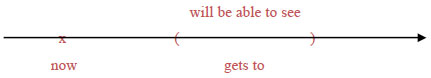 will be able to see
x ( )
now gets to